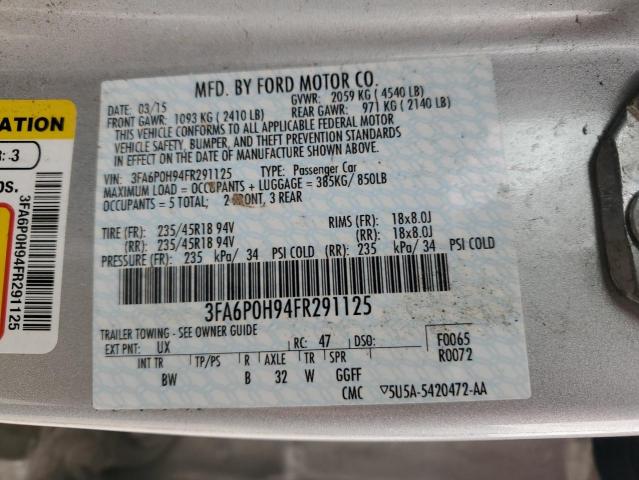 MFD. BY FORD MOTOR CO.
DATE: 03/15 GVWR: 2059 KG ( 4540 LB)
FRONT GAWR: 1093 KG ( 2410 LB) REAR GAWR: 971 KG ( 2140 LB)
THIS VEHICLE CONFORMS TO ALL APPLICABLE FEDERAL MOTOR
VEHICLE SAFETY, BUMPER, AND THEFT PREVENTION STANDARDS
IN EFFECT ON THE DATE OF MANUFACTURE SHOWN ABOVE.
VIN: 3FA6P0H94FR291125 TYPE: Passenger Car
MAXIMUM LOAD = OCCUPANTS + LUGGAGE = 385KG/ 850LB
OCCUPANTS = 5 TOTAL; 2 FRONT, 3 REAR
TIRE (FR): 235/45R18 94V RIMS (FR): 18x8.0J
(RR): 235/45R18 94V (RR): 18x8.0J
PRESSURE (FR): 235 kPa/ 34 PSI COLD (RR): 235 kPa/ 34 PSI COLD
3FA6P0H94FR291125
TRAILER TOWING - SEE OWNER GUIDE
EXT PNT: UX RC: 47 DSO: F0065
R0072
INT TR TP/PS R AXLE TR SPR
BW B 32 W GGFF
CMC ▽5U5A-5420472-AA
ATION
3
OS.
3FA6P0H94FR291125